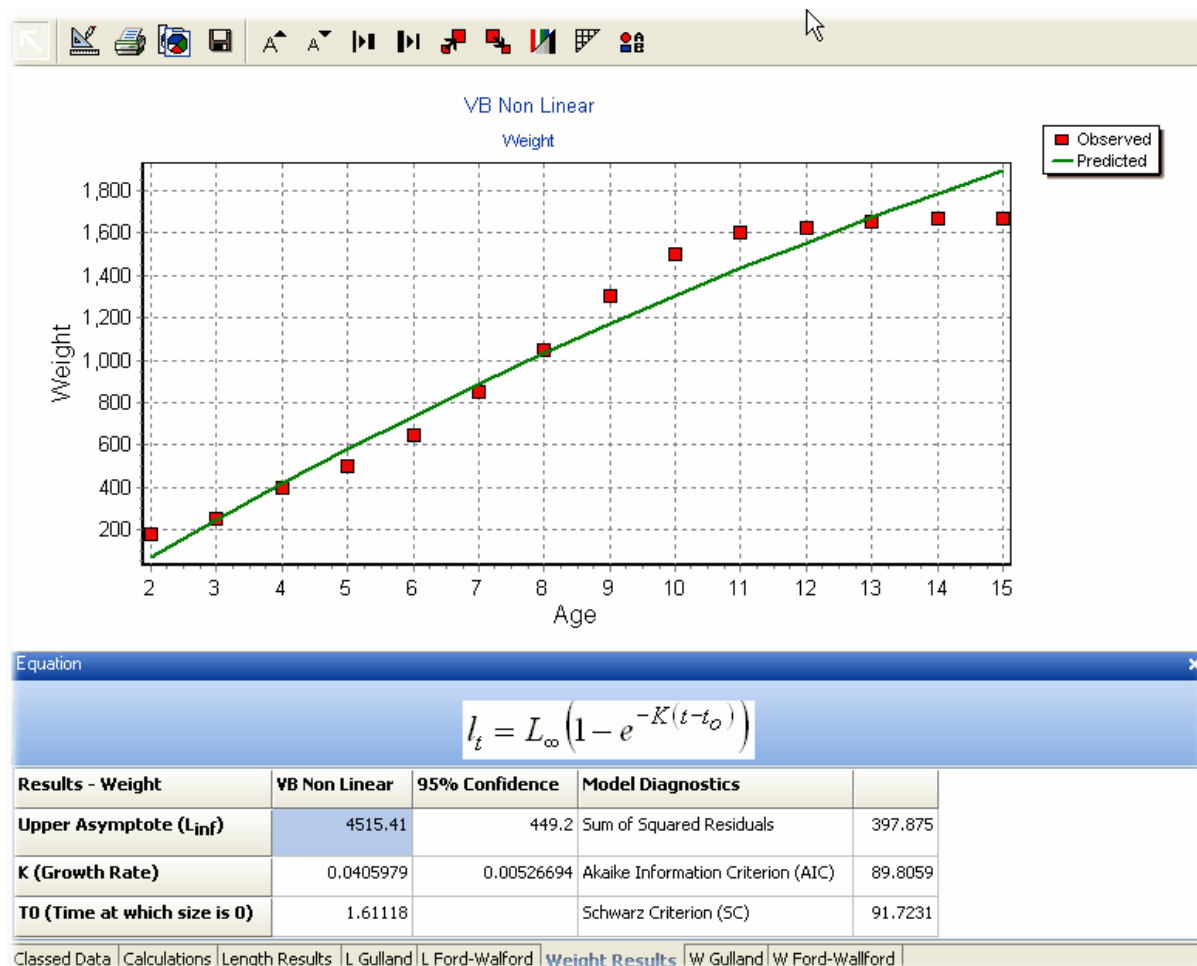 VB Non Linear
Weight
Observed
Predicted
1,800
1,600
1,400
1,200
1,000
800
600
400
200
Weight
2 3 4 5 6 7 8 9 10 11 12 13 14 15
Age
Equation
l_t = L_∞(1 − e^{−K(t−t_o)})
Results - Weight VB Non Linear 95% Confidence Model Diagnostics
Upper Asymptote (Linf) 4515.41 449.2 Sum of Squared Residuals 397.875
K (Growth Rate) 0.0405979 0.00526694 Akaike Information Criterion (AIC) 89.8059
T0 (Time at which size is 0) 1.61118 Schwarz Criterion (SC) 91.7231
Classed Data Calculations Length Results L Gulland L Ford-Walford Weight Results W Gulland W Ford-Wallford